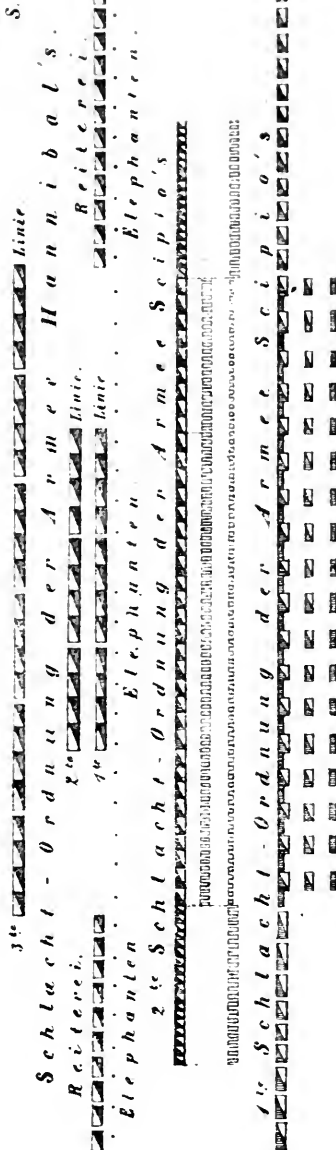 S.
3te Linie.
Schlacht-Ordnung der Armee Hannibal's.
Reiterei. 2te Linie. Reiterei.
1te Linie
Elephanten Elephanten Elephanten.
2te Schlacht-Ordnung der Armee Scipio's
1te Schlacht-Ordnung der Armee Scipio's